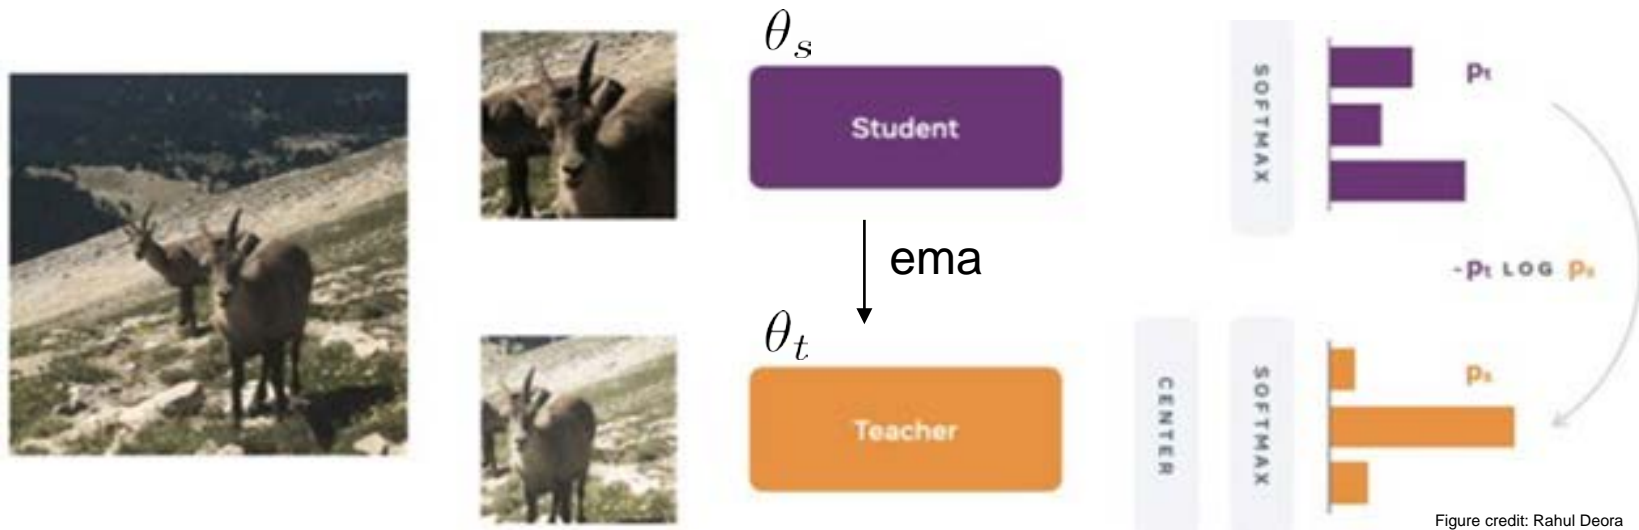 θs
Student
SOFTMAX
pt
ema
-pt LOG ps
θt
Teacher
CENTER
SOFTMAX
ps
Figure credit: Rahul Deora